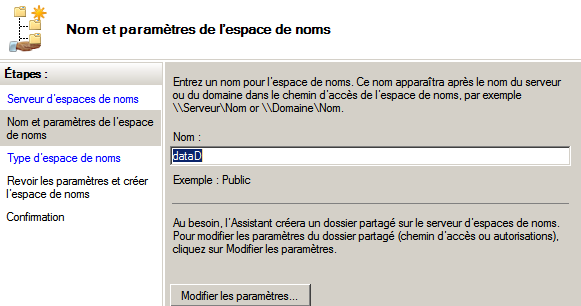 Nom et paramètres de l'espace de noms
Étapes :
Serveur d'espaces de noms
Nom et paramètres de l'espace
de noms
Type d'espace de noms
Revoir les paramètres et créer
l'espace de noms
Confirmation
Entrez un nom pour l'espace de noms. Ce nom apparaîtra après le nom du serveur
ou du domaine dans le chemin d'accès de l'espace de noms, par exemple
\\Serveur\Nom or \\Domaine\Nom.
Nom :
dataD
Exemple : Public
Au besoin, l'Assistant créera un dossier partagé sur le serveur d'espaces de noms.
Pour modifier les paramètres du dossier partagé (chemin d'accès ou autorisations),
cliquez sur Modifier les paramètres.
Modifier les paramètres...